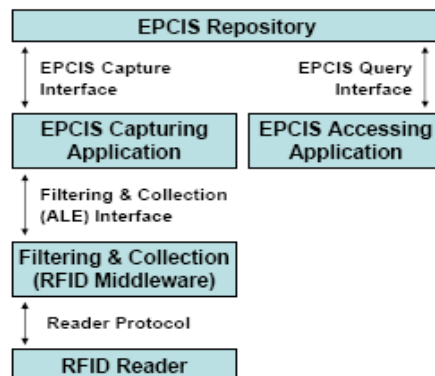 EPCIS Repository
EPCIS Capture
Interface
EPCIS Query
Interface
EPCIS Capturing
Application
EPCIS Accessing
Application
Filtering & Collection
(ALE) Interface
Filtering & Collection
(RFID Middleware)
Reader Protocol
RFID Reader